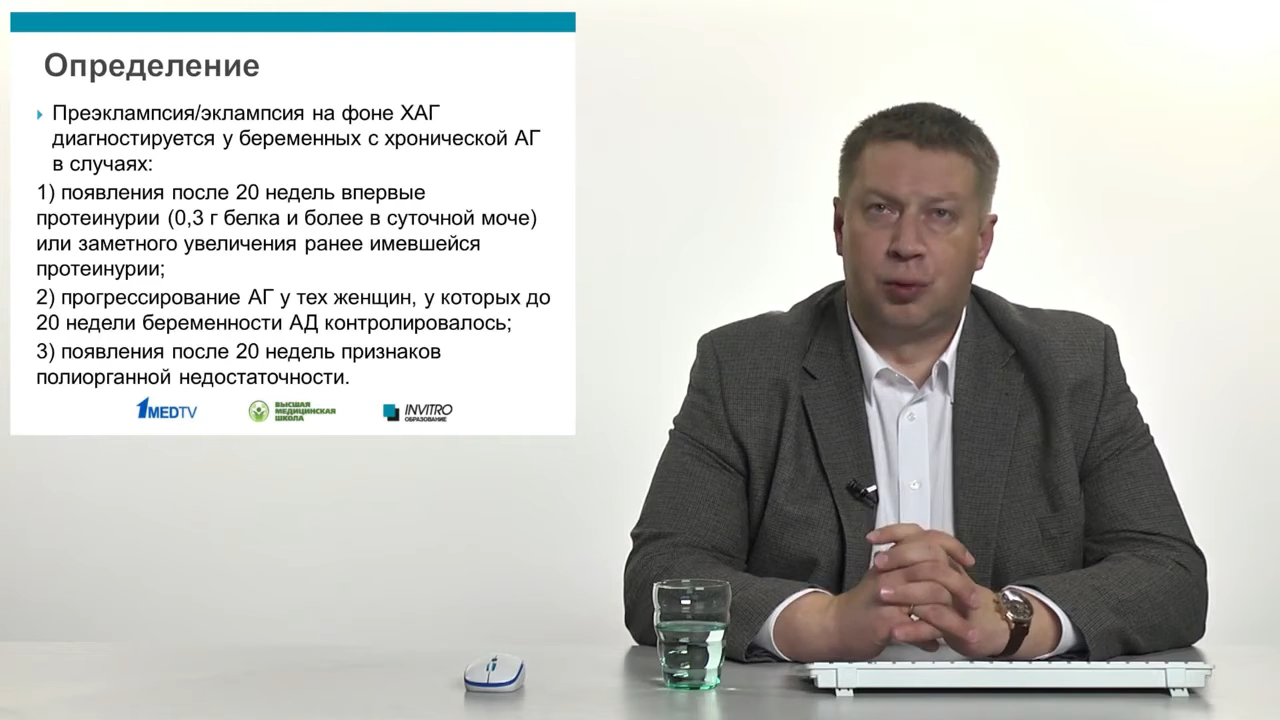 Определение
Преэклампсия/эклампсия на фоне ХАГ
диагностируется у беременных с хронической АГ
в случаях:
1) появления после 20 недель впервые
протеинурии (0,3 г белка и более в суточной моче)
или заметного увеличения ранее имевшейся
протеинурии;
2) прогрессирование АГ у тех женщин, у которых до
20 недели беременности АД контролировалось;
3) появления после 20 недель признаков
полиорганной недостаточности.
1MEDTV
ВЫСШАЯ
МЕДИЦИНСКАЯ
ШКОЛА
INVITRO
ОБРАЗОВАНИЕ